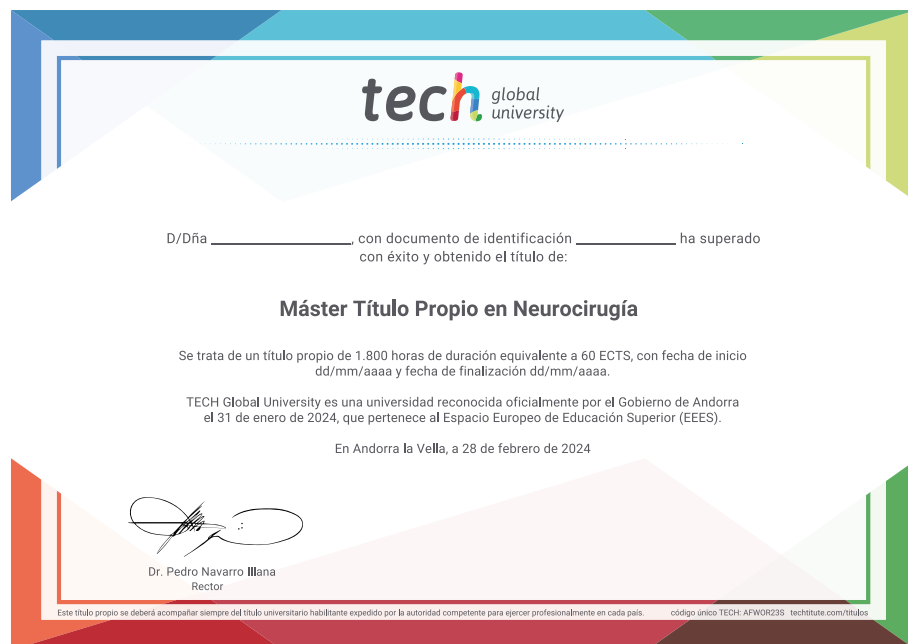 tech global university
D/Dña ____________________, con documento de identificación ______________ ha superado
con éxito y obtenido el título de:
Máster Título Propio en Neurocirugía
Se trata de un título propio de 1.800 horas de duración equivalente a 60 ECTS, con fecha de inicio
dd/mm/aaaa y fecha de finalización dd/mm/aaaa.
TECH Global University es una universidad reconocida oficialmente por el Gobierno de Andorra
el 31 de enero de 2024, que pertenece al Espacio Europeo de Educación Superior (EEES).
En Andorra la Vella, a 28 de febrero de 2024
Dr. Pedro Navarro Illana
Rector
Este título propio se deberá acompañar siempre del título universitario habilitante expedido por la autoridad competente para ejercer profesionalmente en cada país. código único TECH: AFWOR23S techtitute.com/titulos